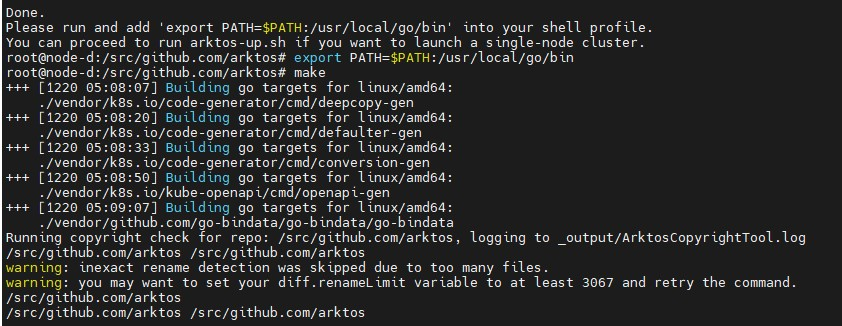 Done.
Please run and add 'export PATH=$PATH:/usr/local/go/bin' into your shell profile.
You can proceed to run arktos-up.sh if you want to launch a single-node cluster.
root@node-d:/src/github.com/arktos# export PATH=$PATH:/usr/local/go/bin
root@node-d:/src/github.com/arktos# make
+++ [1220 05:08:07] Building go targets for linux/amd64:
    ./vendor/k8s.io/code-generator/cmd/deepcopy-gen
+++ [1220 05:08:20] Building go targets for linux/amd64:
    ./vendor/k8s.io/code-generator/cmd/defaulter-gen
+++ [1220 05:08:33] Building go targets for linux/amd64:
    ./vendor/k8s.io/code-generator/cmd/conversion-gen
+++ [1220 05:08:50] Building go targets for linux/amd64:
    ./vendor/k8s.io/kube-openapi/cmd/openapi-gen
+++ [1220 05:09:07] Building go targets for linux/amd64:
    ./vendor/github.com/go-bindata/go-bindata/go-bindata
Running copyright check for repo: /src/github.com/arktos, logging to _output/ArktosCopyrightTool.log
/src/github.com/arktos /src/github.com/arktos
warning: inexact rename detection was skipped due to too many files.
warning: you may want to set your diff.renameLimit variable to at least 3067 and retry the command.
/src/github.com/arktos
/src/github.com/arktos /src/github.com/arktos